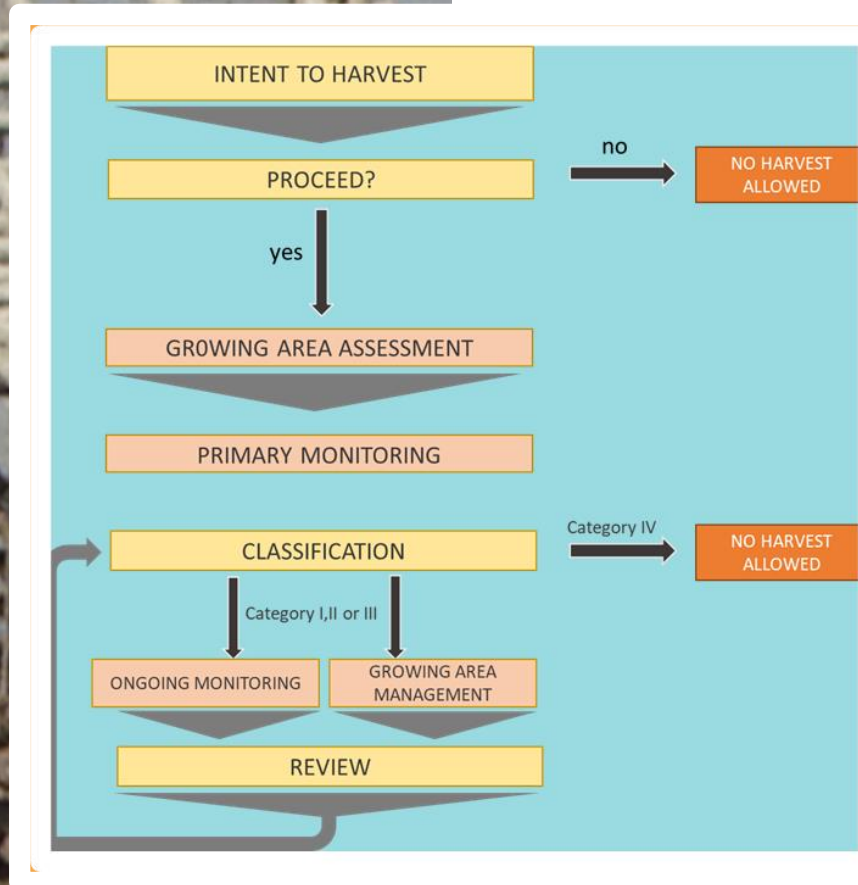 INTENT TO HARVEST
PROCEED?
no
NO HARVEST
ALLOWED
yes
GR0WING AREA ASSESSMENT
PRIMARY MONITORING
CLASSIFICATION
Category IV
NO HARVEST
ALLOWED
Category I,II or III
ONGOING MONITORING
GROWING AREA
MANAGEMENT
REVIEW